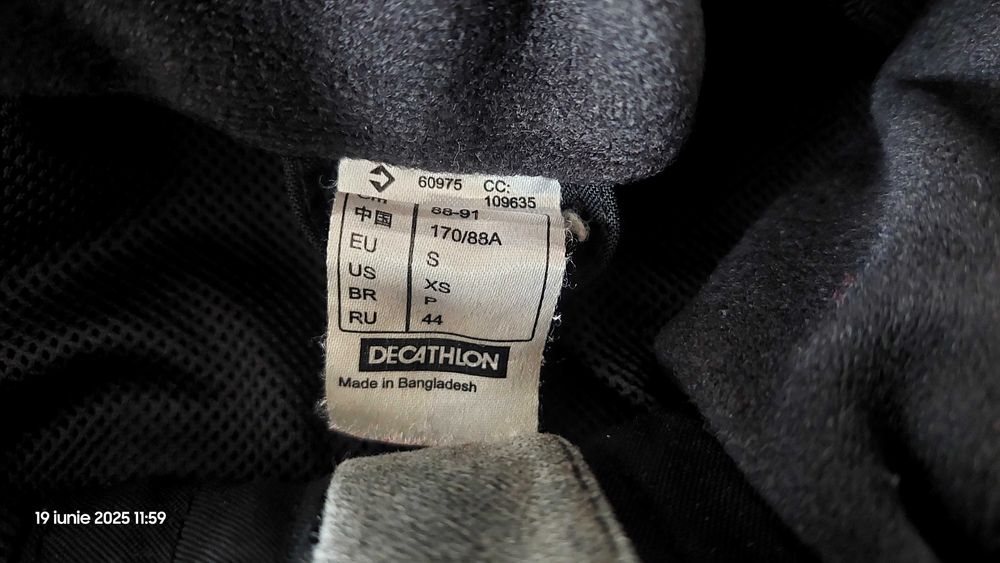 60975 CC:
109635
cm 88-91
中国 170/88A
EU S
US XS
BR P
RU 44
DECATHLON
Made in Bangladesh
19 iunie 2025 11:59